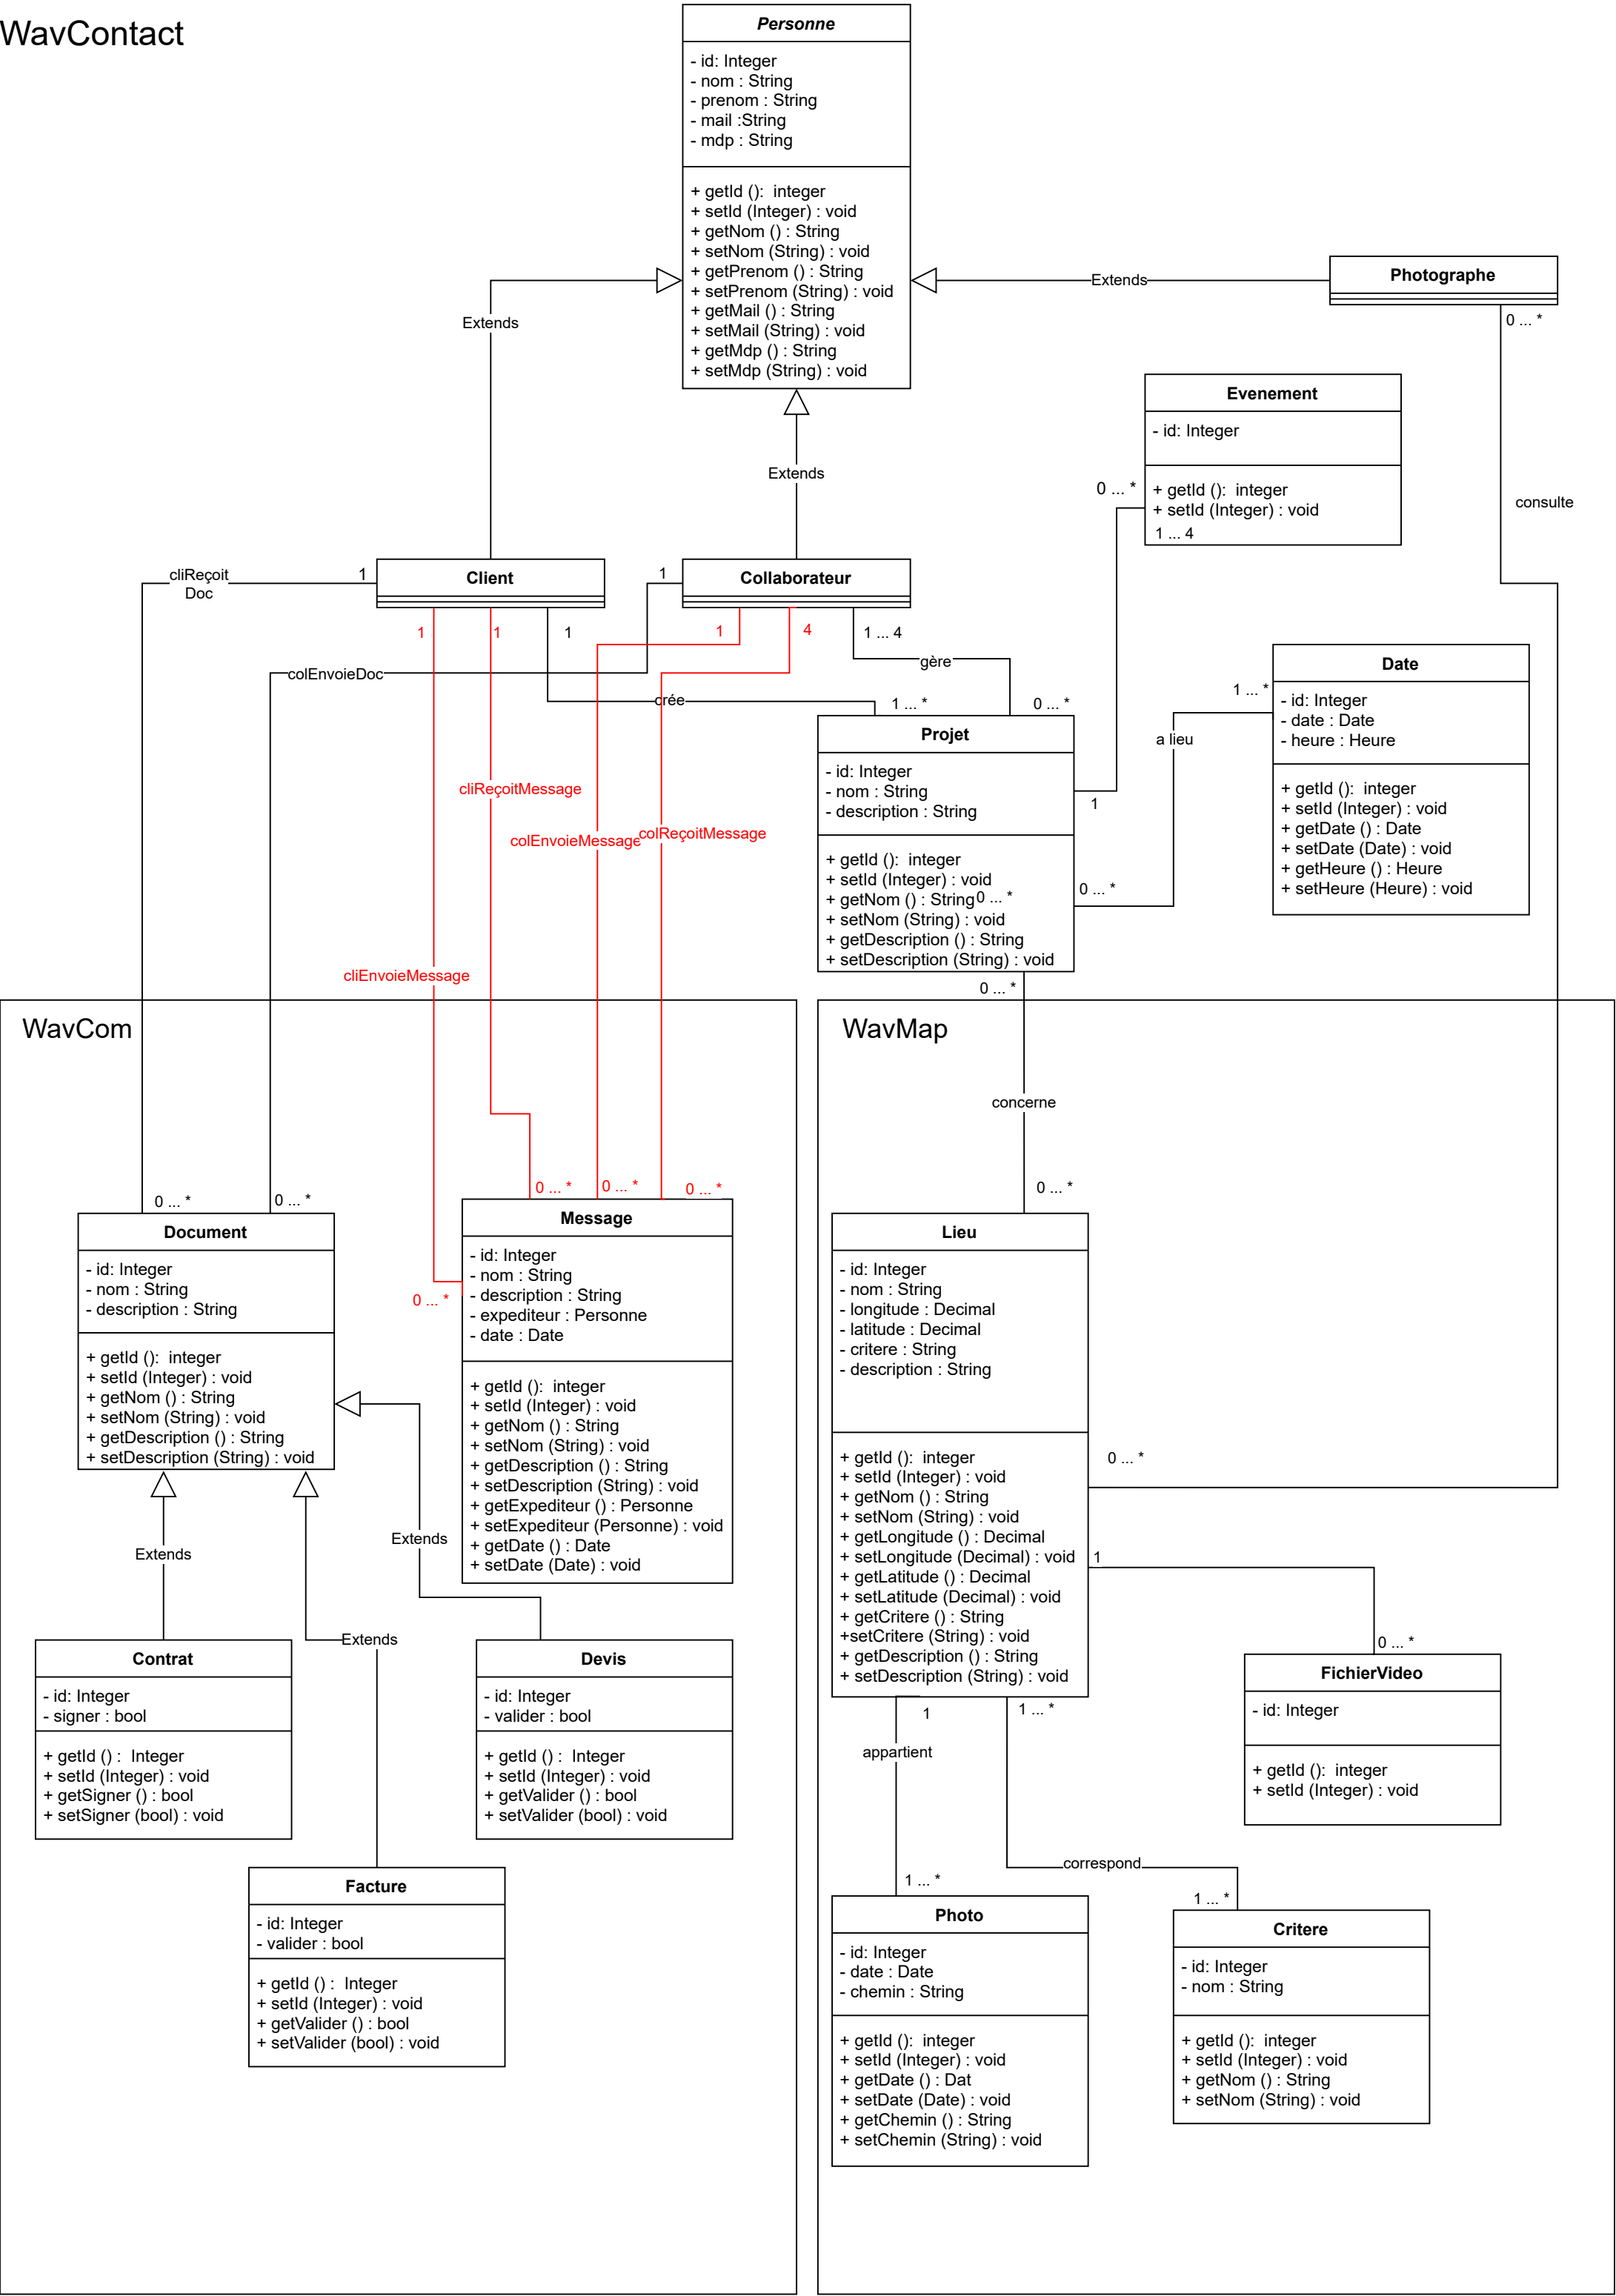 WavContact
Personne
- id: Integer
- nom : String
- prenom : String
- mail :String
- mdp : String
+ getId ():  integer
+ setId (Integer) : void
+ getNom () : String
+ setNom (String) : void
+ getPrenom () : String
+ setPrenom (String) : void
+ getMail () : String
+ setMail (String) : void
+ getMdp () : String
+ setMdp (String) : void
Extends
Extends
Extends
Photographe
0 ... *
consulte
Evenement
- id: Integer
+ getId ():  integer
+ setId (Integer) : void
1 ... 4
0 ... *
Client
Collaborateur
cliReçoit
Doc
1
1
1
1
1
1
4
1 ... 4
colEnvoieDoc
gère
crée
1 ... *
0 ... *
Projet
- id: Integer
- nom : String
- description : String
+ getId ():  integer
+ setId (Integer) : void
+ getNom () : String
0 ... *
+ setNom (String) : void
+ getDescription () : String
+ setDescription (String) : void
1
0 ... *
a lieu
1 ... *
Date
- id: Integer
- date : Date
- heure : Heure
+ getId ():  integer
+ setId (Integer) : void
+ getDate () : Date
+ setDate (Date) : void
+ getHeure () : Heure
+ setHeure (Heure) : void
cliReçoitMessage
colEnvoieMessage
colReçoitMessage
cliEnvoieMessage
0 ... *
WavCom
WavMap
concerne
0 ... *
0 ... *
0 ... *
0 ... *
0 ... *
0 ... *
0 ... *
Document
- id: Integer
- nom : String
- description : String
+ getId ():  integer
+ setId (Integer) : void
+ getNom () : String
+ setNom (String) : void
+ getDescription () : String
+ setDescription (String) : void
Message
- id: Integer
- nom : String
- description : String
- expediteur : Personne
- date : Date
+ getId ():  integer
+ setId (Integer) : void
+ getNom () : String
+ setNom (String) : void
+ getDescription () : String
+ setDescription (String) : void
+ getExpediteur () : Personne
+ setExpediteur (Personne) : void
+ getDate () : Date
+ setDate (Date) : void
Lieu
- id: Integer
- nom : String
- longitude : Decimal
- latitude : Decimal
- critere : String
- description : String
+ getId ():  integer
+ setId (Integer) : void
+ getNom () : String
+ setNom (String) : void
+ getLongitude () : Decimal
+ setLongitude (Decimal) : void
+ getLatitude () : Decimal
+ setLatitude (Decimal) : void
+ getCritere () : String
+setCritere (String) : void
+ getDescription () : String
+ setDescription (String) : void
0 ... *
1
0 ... *
Extends
Extends
Extends
Contrat
- id: Integer
- signer : bool
+ getId () :  Integer
+ setId (Integer) : void
+ getSigner () : bool
+ setSigner (bool) : void
Devis
- id: Integer
- valider : bool
+ getId () :  Integer
+ setId (Integer) : void
+ getValider () : bool
+ setValider (bool) : void
Facture
- id: Integer
- valider : bool
+ getId () :  Integer
+ setId (Integer) : void
+ getValider () : bool
+ setValider (bool) : void
FichierVideo
- id: Integer
+ getId ():  integer
+ setId (Integer) : void
1
1 ... *
appartient
correspond
1 ... *
1 ... *
Photo
- id: Integer
- date : Date
- chemin : String
+ getId ():  integer
+ setId (Integer) : void
+ getDate () : Dat
+ setDate (Date) : void
+ getChemin () : String
+ setChemin (String) : void
Critere
- id: Integer
- nom : String
+ getId ():  integer
+ setId (Integer) : void
+ getNom () : String
+ setNom (String) : void